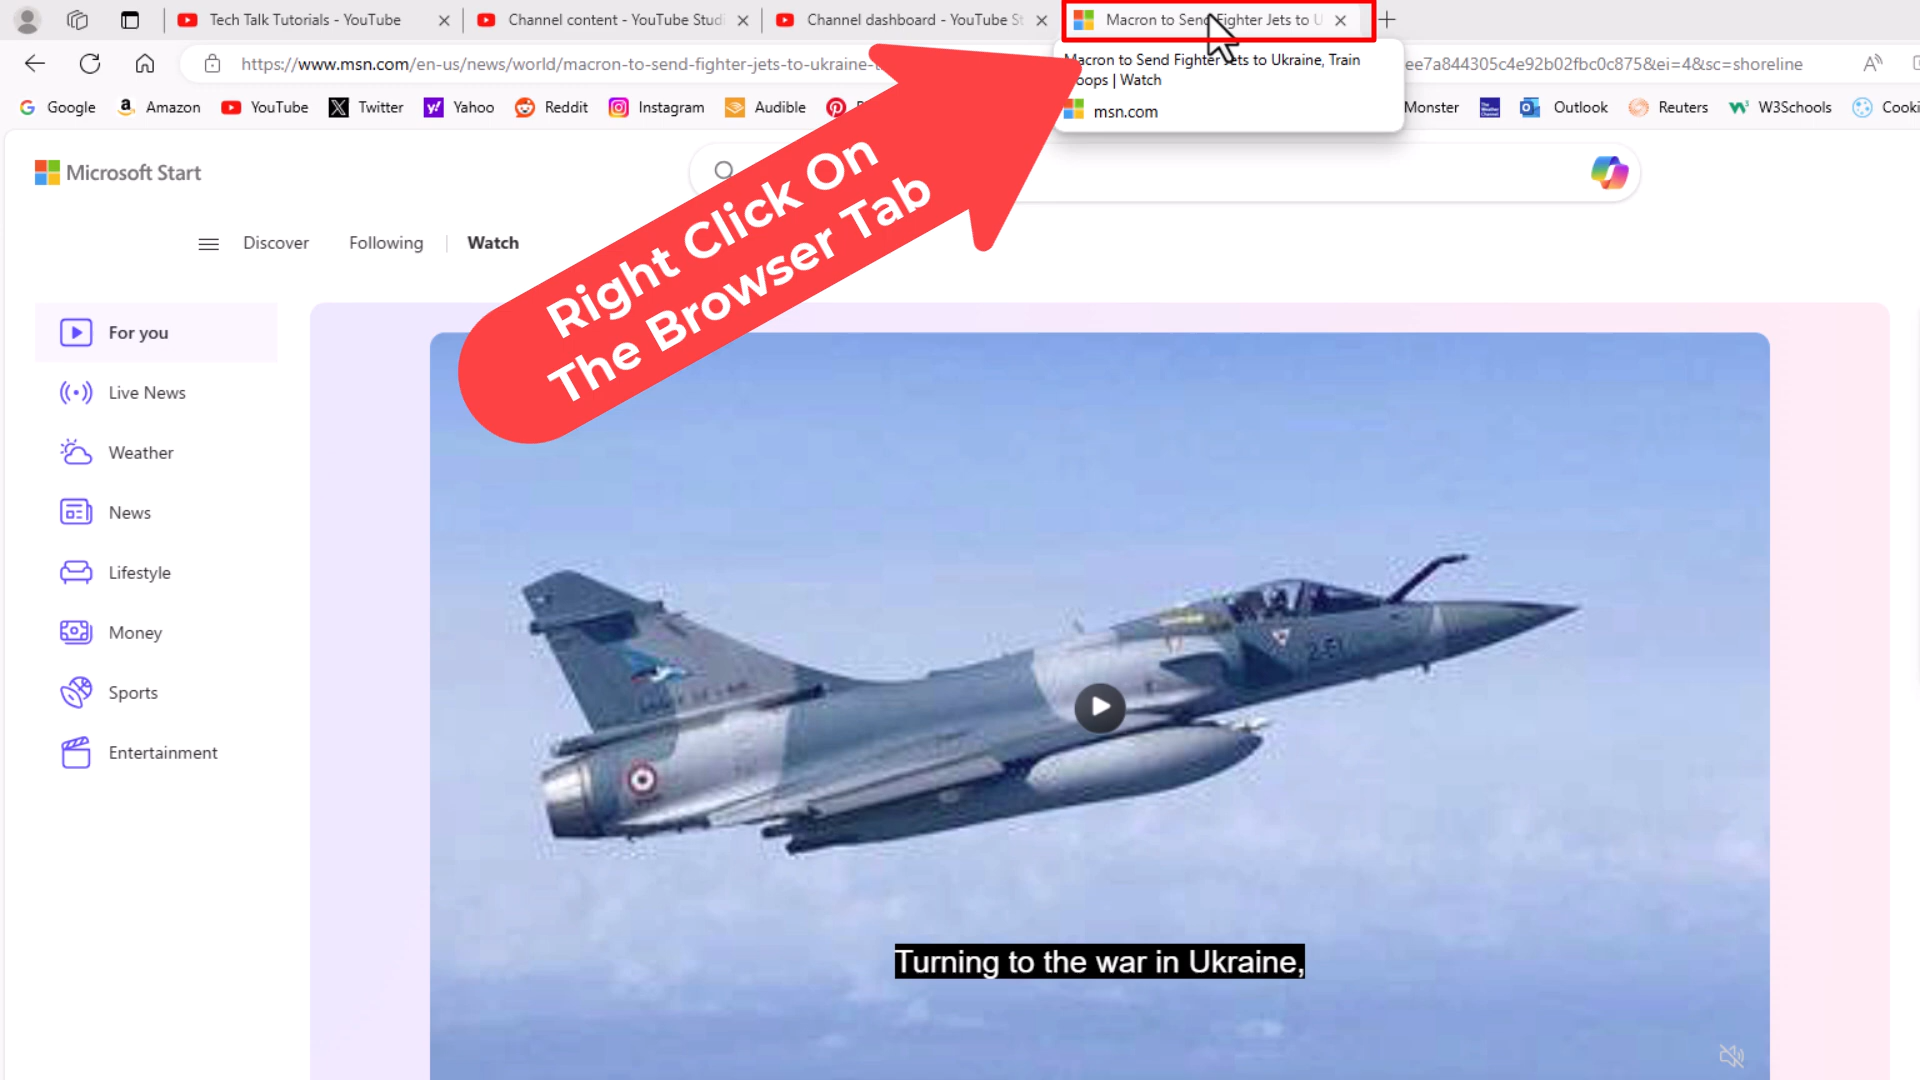 Tech Talk Tutorials - YouTube
Channel content - YouTube Studi
Channel dashboard - YouTube St
Macron to Send Fighter Jets to U
https://www.msn.com/en-us/news/world/macron-to-send-fighter-jets-to-ukraine-
ee7a844305c4e92b02fbc0c875&ei=4&sc=shoreline
Macron to Send Fighter Jets to Ukraine, Train
oops | Watch
msn.com
Google
Amazon
YouTube
Twitter
Yahoo
Reddit
Instagram
Audible
Monster
Outlook
Reuters
W3Schools
Cooki
Microsoft Start
Right Click On
The Browser Tab
Discover
Following
Watch
For you
Live News
Weather
News
Lifestyle
Money
Sports
Entertainment
Turning to the war in Ukraine,